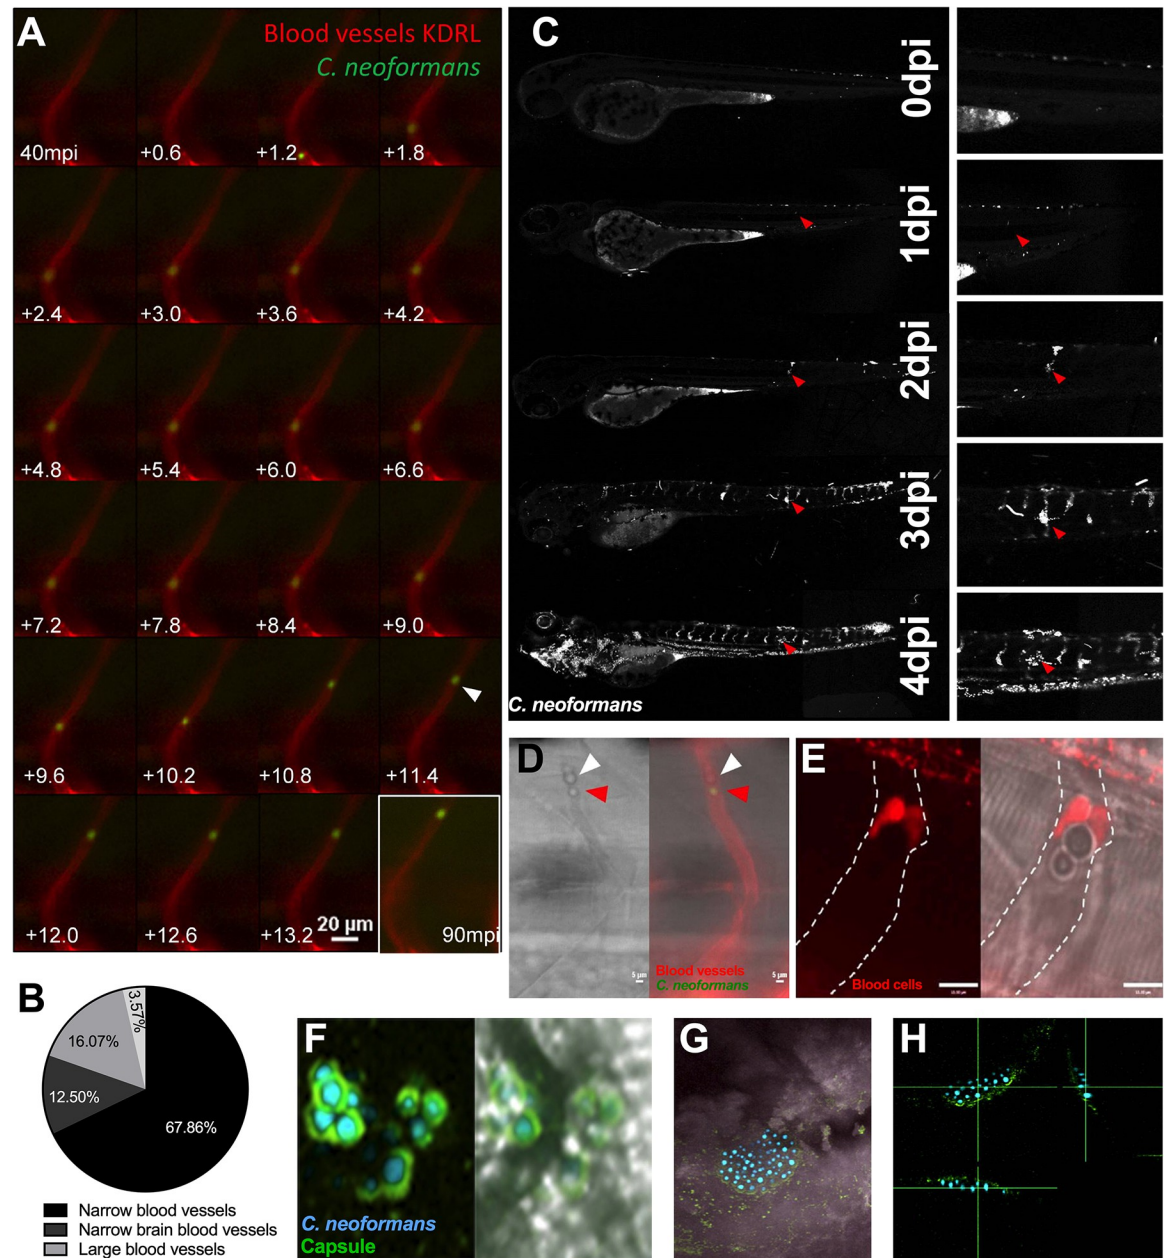 A
Blood vessels KDRL
C. neoformans
40mpi
+0.6
+1.2
+1.8
+2.4
+3.0
+3.6
+4.2
+4.8
+5.4
+6.0
+6.6
+7.2
+7.8
+8.4
+9.0
+9.6
+10.2
+10.8
+11.4
+12.0
+12.6
+13.2
20 μm
90mpi
B
3.57%
16.07%
12.50%
67.86%
Narrow blood vessels
Narrow brain blood vessels
Large blood vessels
C
0dpi
1dpi
2dpi
3dpi
4dpi
C. neoformans
D
Blood vessels
C. neoformans
5 μm
5 μm
E
Blood cells
F
C. neoformans
Capsule
G
H